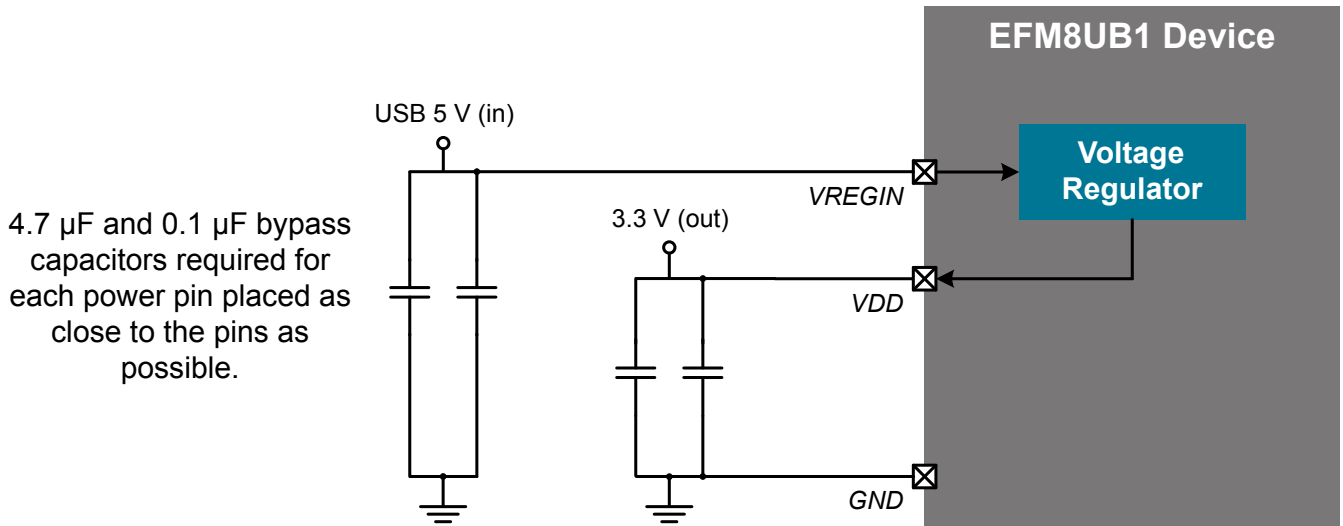 EFM8UB1 Device
USB 5 V (in)
Voltage
Regulator
VREGIN
4.7 µF and 0.1 µF bypass
capacitors required for
each power pin placed as
close to the pins as
possible.
3.3 V (out)
VDD
GND